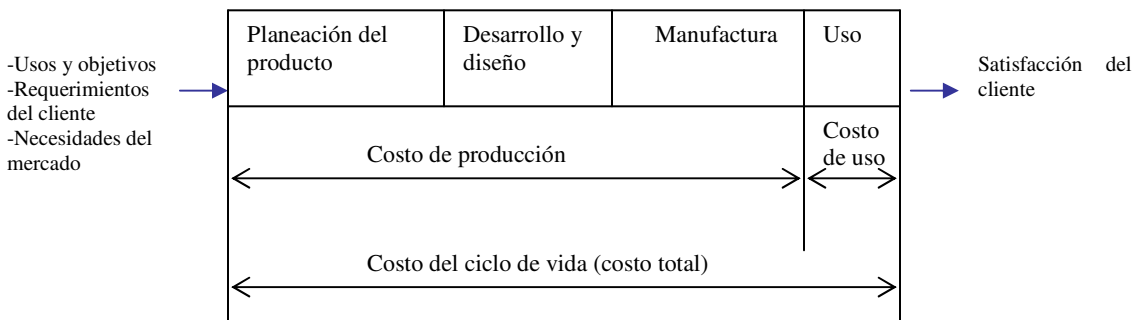 -Usos y objetivos
-Requerimientos
del cliente
-Necesidades del
mercado
Planeación del
producto
Desarrollo y
diseño
Manufactura
Uso
Satisfacción del
cliente
Costo de producción
Costo
de uso
Costo del ciclo de vida (costo total)